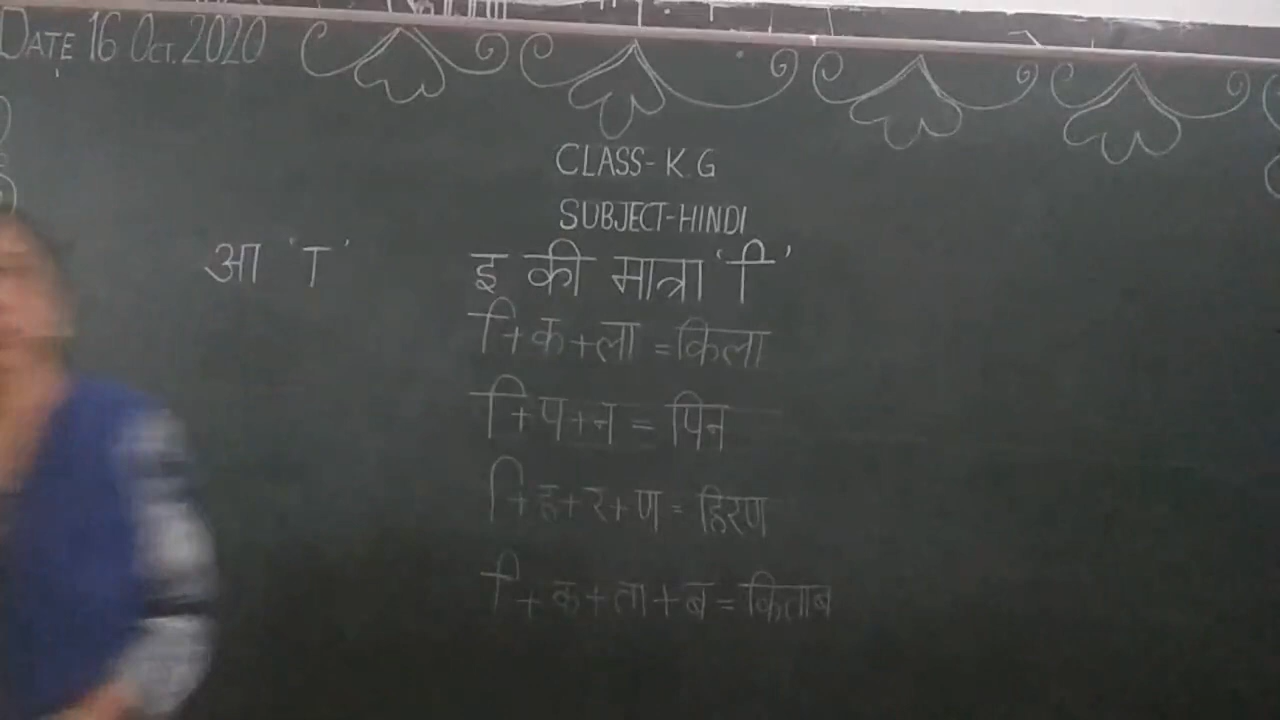 DATE 16 OCT. 2020
CLASS- K.G
SUBJECT-HINDI
आ 'ा'
इ की मात्रा 'ि'
ि+क+ला =किला
ि+प+न = पिन
ि+ह+र+ण = हिरण
ि+क+ता+ब = किताब